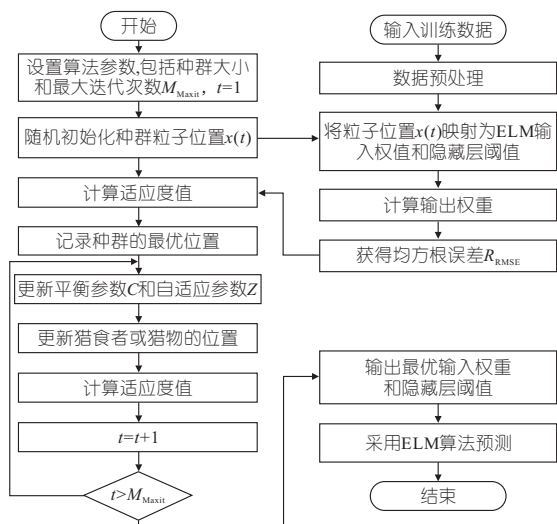 开始
设置算法参数,包括种群大小
和最大迭代次数M_Maxit，t=1
随机初始化种群粒子位置x(t)
计算适应度值
记录种群的最优位置
更新平衡参数C和自适应参数Z
更新猎食者或猎物的位置
计算适应度值
t=t+1
t>M_Maxit
输入训练数据
数据预处理
将粒子位置x(t)映射为ELM输
入权值和隐藏层阈值
计算输出权重
获得均方根误差R_RMSE
输出最优输入权重
和隐藏层阈值
采用ELM算法预测
结束